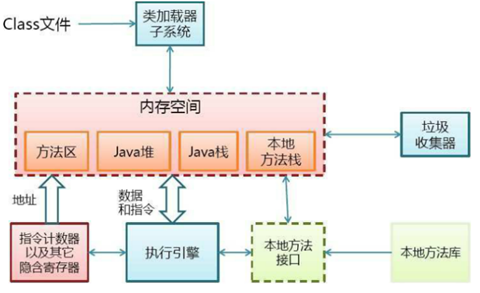 Class文件
类加载器
子系统
内存空间
方法区
Java堆
Java栈
本地
方法栈
垃圾
收集器
地址
数据
和指令
指令计数器
以及其它
隐含寄存器
执行引擎
本地方法
接口
本地方法库